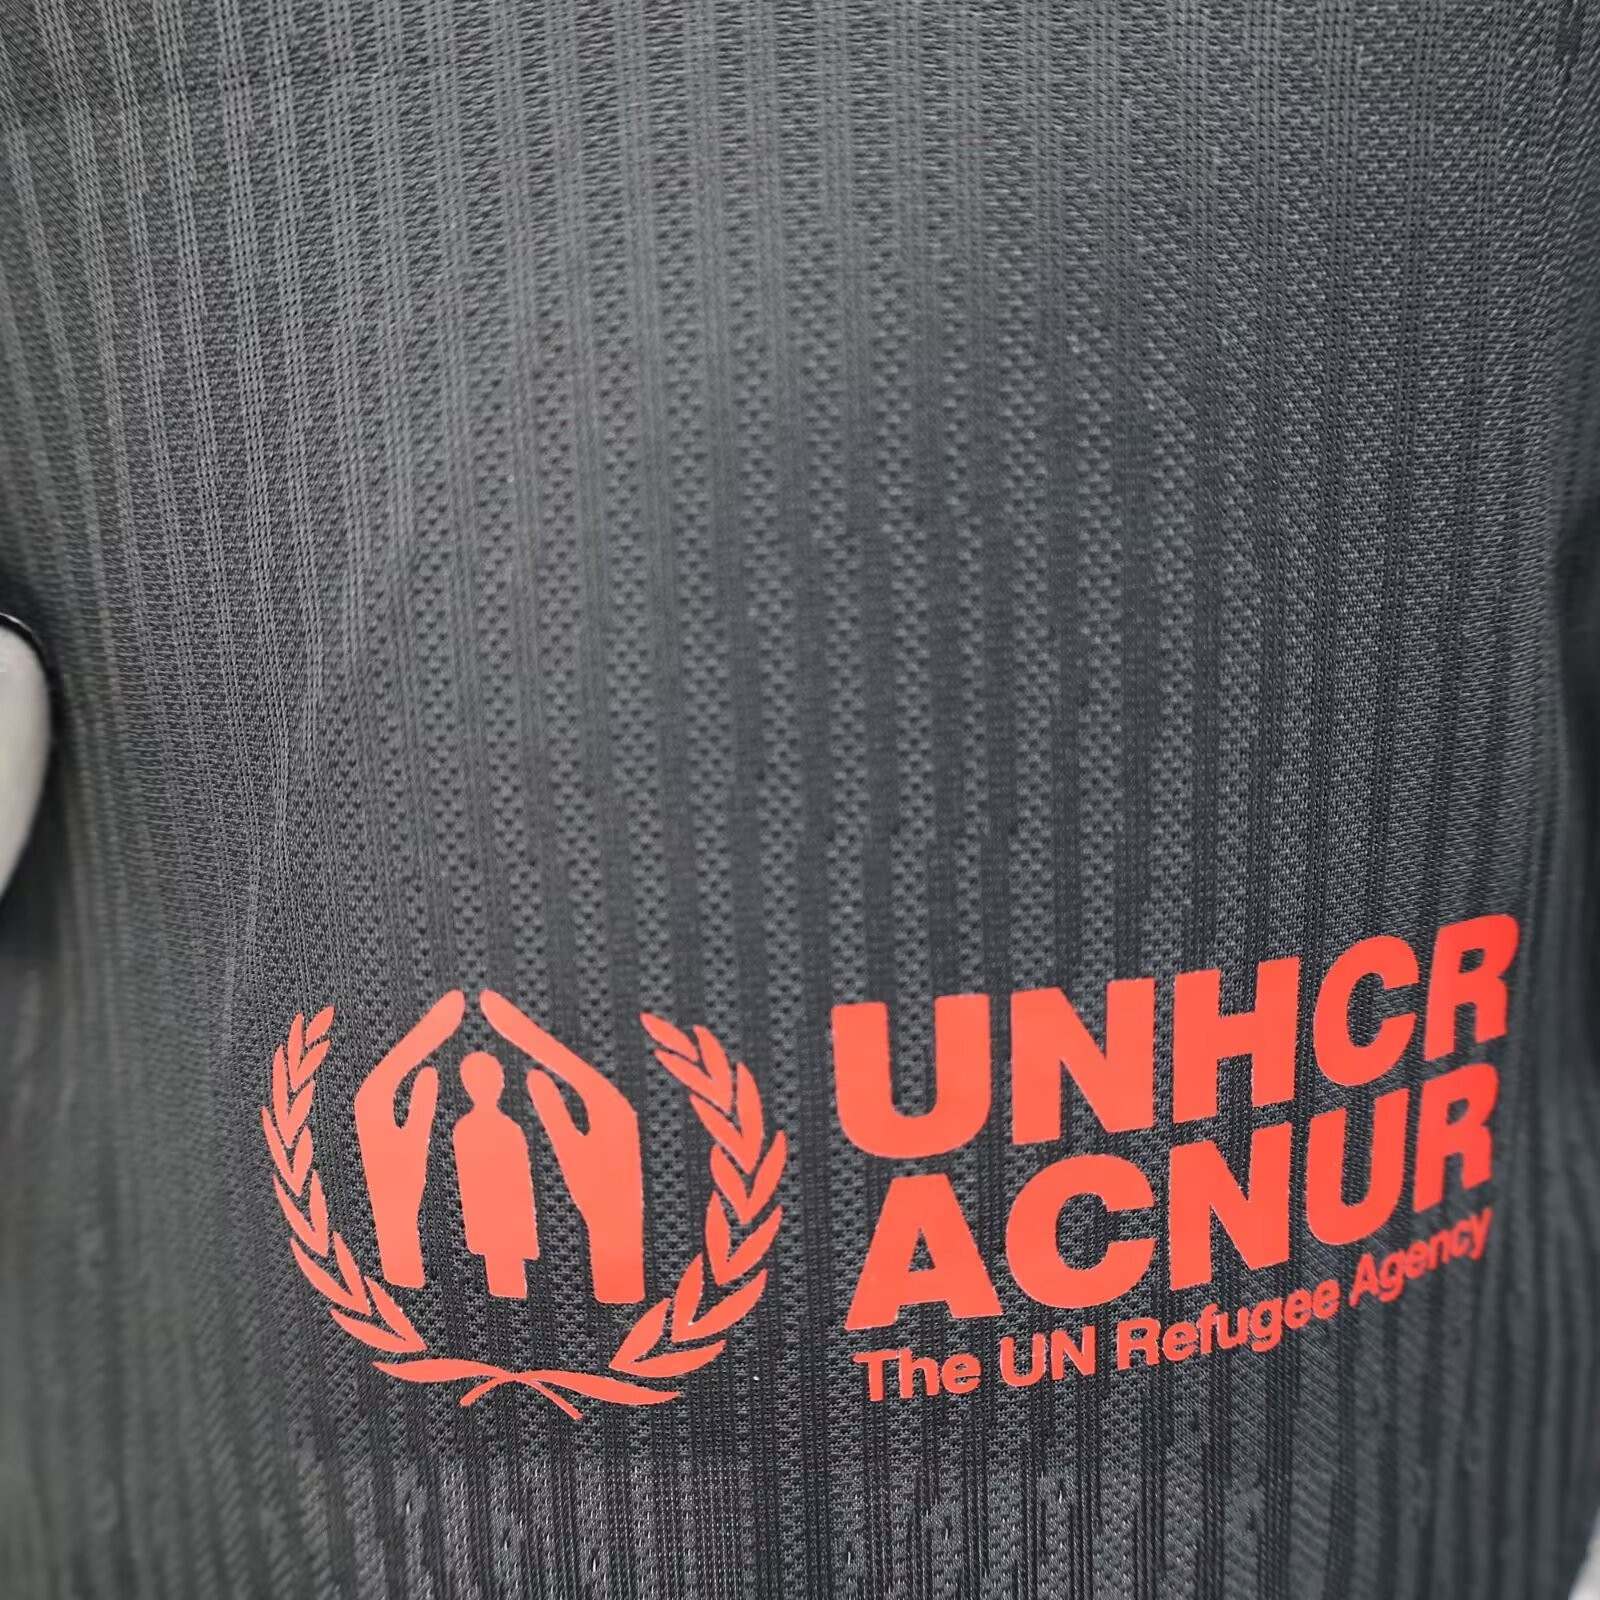 UNHCR
ACNUR
The UN Refugee Agency